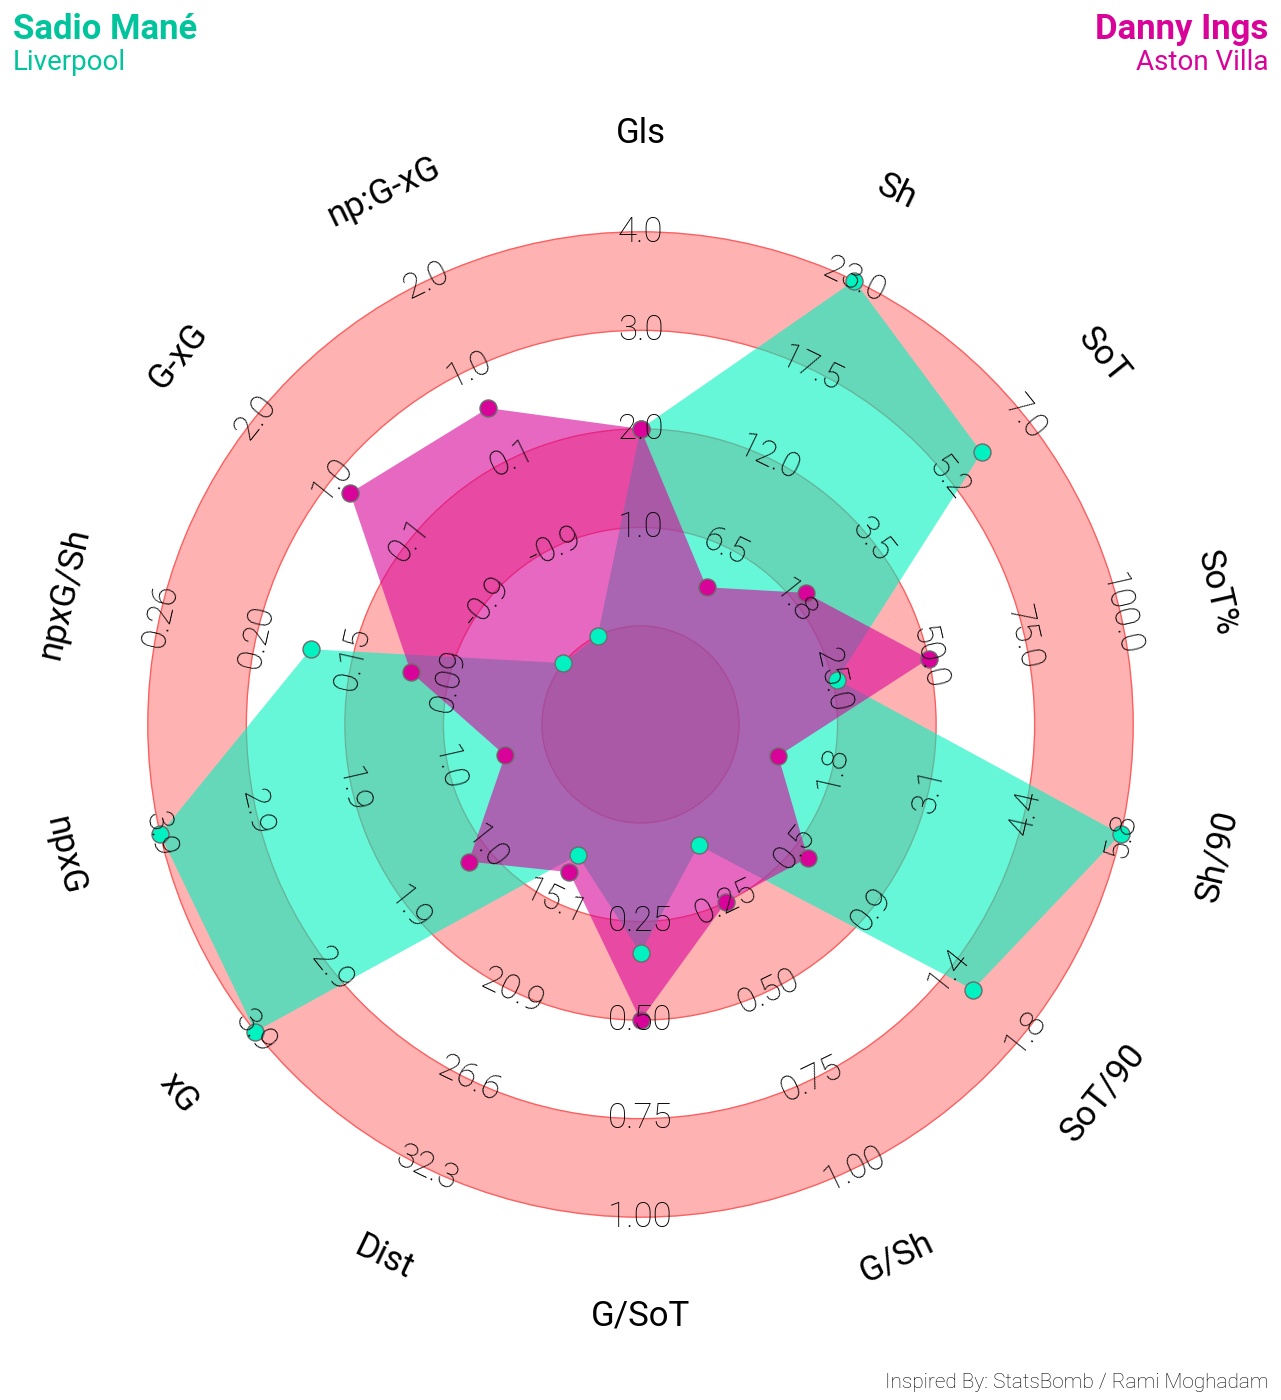 Sadio Mané
Liverpool
Danny Ings
Aston Villa
Gls
4.0
3.0
2.0
1.0
Sh
23.0
17.5
12.0
6.5
SoT
7.0
5.2
3.5
1.8
SoT%
100.0
75.0
50.0
25.0
Sh/90
5.8
4.4
3.1
1.8
SoT/90
1.8
1.4
0.9
0.5
G/Sh
1.00
0.75
0.50
0.25
G/SoT
1.00
0.75
0.50
0.25
Dist
32.3
26.6
20.9
15.1
xG
3.9
2.9
1.9
1.0
npxG
3.9
2.9
1.9
1.0
npxG/Sh
0.26
0.20
0.15
0.09
G-xG
2.0
1.0
0.1
-0.9
np:G-xG
2.0
1.0
0.1
-0.9
Inspired By: StatsBomb / Rami Moghadam